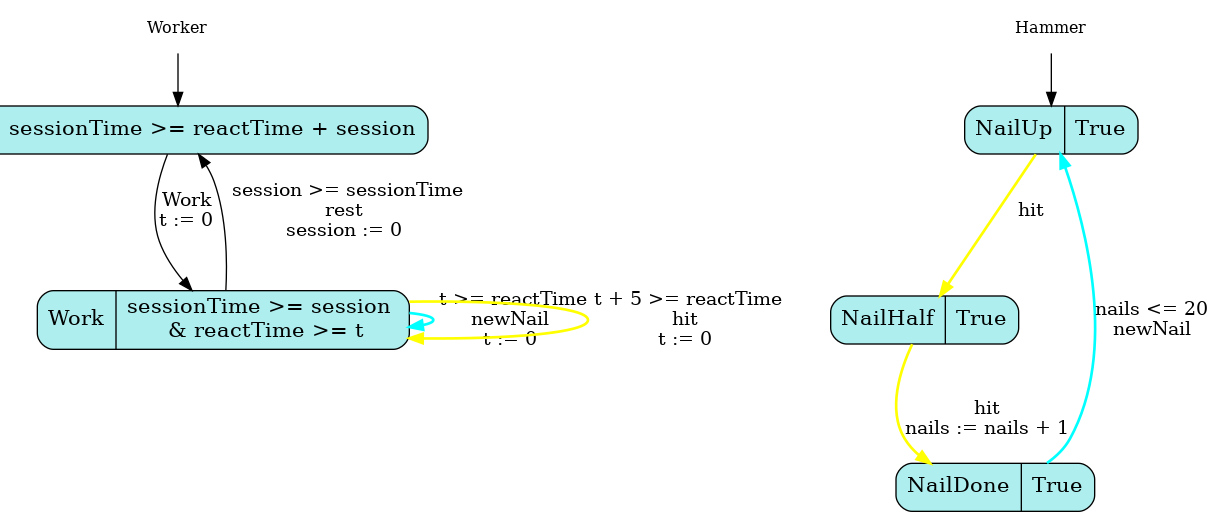 Worker
Hammer
sessionTime >= reactTime + session
NailUp
True
Work
t := 0
session >= sessionTime
rest
session := 0
hit
Work
sessionTime >= session
& reactTime >= t
t >= reactTime
newNail
t := 0
t + 5 >= reactTime
hit
t := 0
NailHalf
True
nails <= 20
newNail
hit
nails := nails + 1
NailDone
True